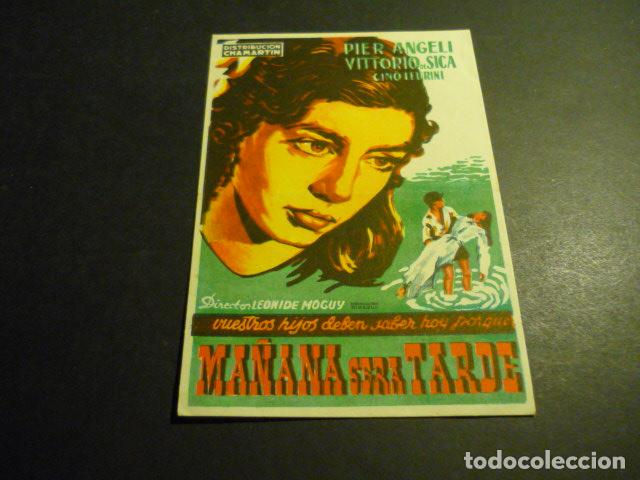 DISTRIBUCION
CHAMARTIN
PIER ANGELI
VITTORIO DE SICA
GINO LEURINI
Director LEONIDE MOGUY
vuestros hijos deben saber hoy porque
MAÑANA SERA TARDE
todocoleccion